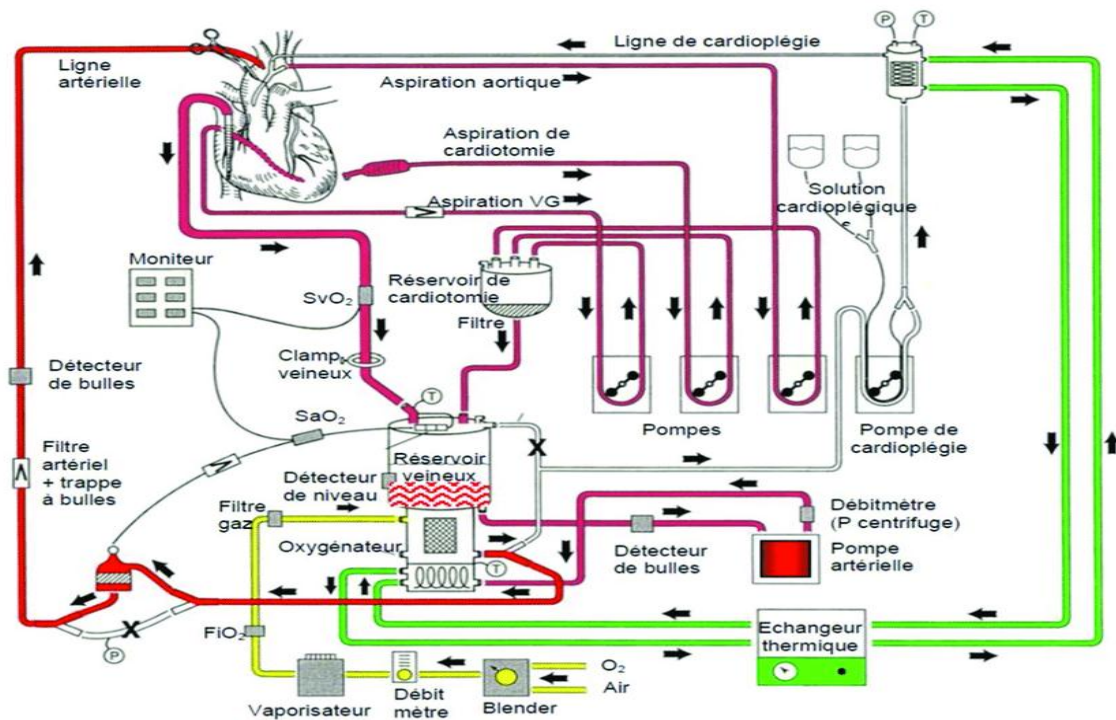 P
T
Ligne de cardioplégie
Ligne
artérielle
Aspiration aortique
Aspiration de
cardiotomie
Solution
cardioplégique
Aspiration VG
Moniteur
Réservoir de
cardiotomie
SvO₂
Filtre
Clamp
veineux
Détecteur
de bulles
T
SaO₂
Pompes
Pompe de
cardioplégie
X
Filtre
artériel
+ trappe
à bulles
Réservoir
veineux
Détecteur
de niveau
Filtre
gaz
Débitmètre
(P centrifuge)
Oxygénateur
Détecteur
de bulles
Pompe
artérielle
T
X
P
FiO₂
Echangeur
thermique
O₂
Air
Vaporisateur
Débit
mètre
Blender